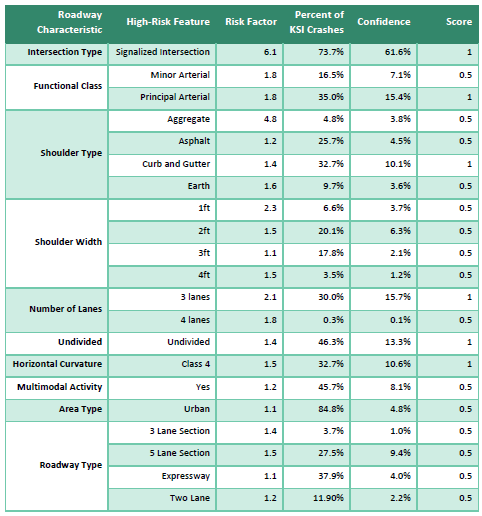 Roadway Characteristic High-Risk Feature Risk Factor Percent of KSI Crashes Confidence Score
Intersection Type Signalized Intersection 6.1 73.7% 61.6% 1
Functional Class Minor Arterial 1.8 16.5% 7.1% 0.5
Principal Arterial 1.8 35.0% 15.4% 1
Shoulder Type Aggregate 4.8 4.8% 3.8% 0.5
Asphalt 1.2 25.7% 4.5% 0.5
Curb and Gutter 1.4 32.7% 10.1% 1
Earth 1.6 9.7% 3.6% 0.5
Shoulder Width 1ft 2.3 6.6% 3.7% 0.5
2ft 1.5 20.1% 6.3% 0.5
3ft 1.1 17.8% 2.1% 0.5
4ft 1.5 3.5% 1.2% 0.5
Number of Lanes 3 lanes 2.1 30.0% 15.7% 1
4 lanes 1.8 0.3% 0.1% 0.5
Undivided Undivided 1.4 46.3% 13.3% 1
Horizontal Curvature Class 4 1.5 32.7% 10.6% 1
Multimodal Activity Yes 1.2 45.7% 8.1% 0.5
Area Type Urban 1.1 84.8% 4.8% 0.5
Roadway Type 3 Lane Section 1.4 3.7% 1.0% 0.5
5 Lane Section 1.5 27.5% 9.4% 0.5
Expressway 1.1 37.9% 4.0% 0.5
Two Lane 1.2 11.90% 2.2% 0.5